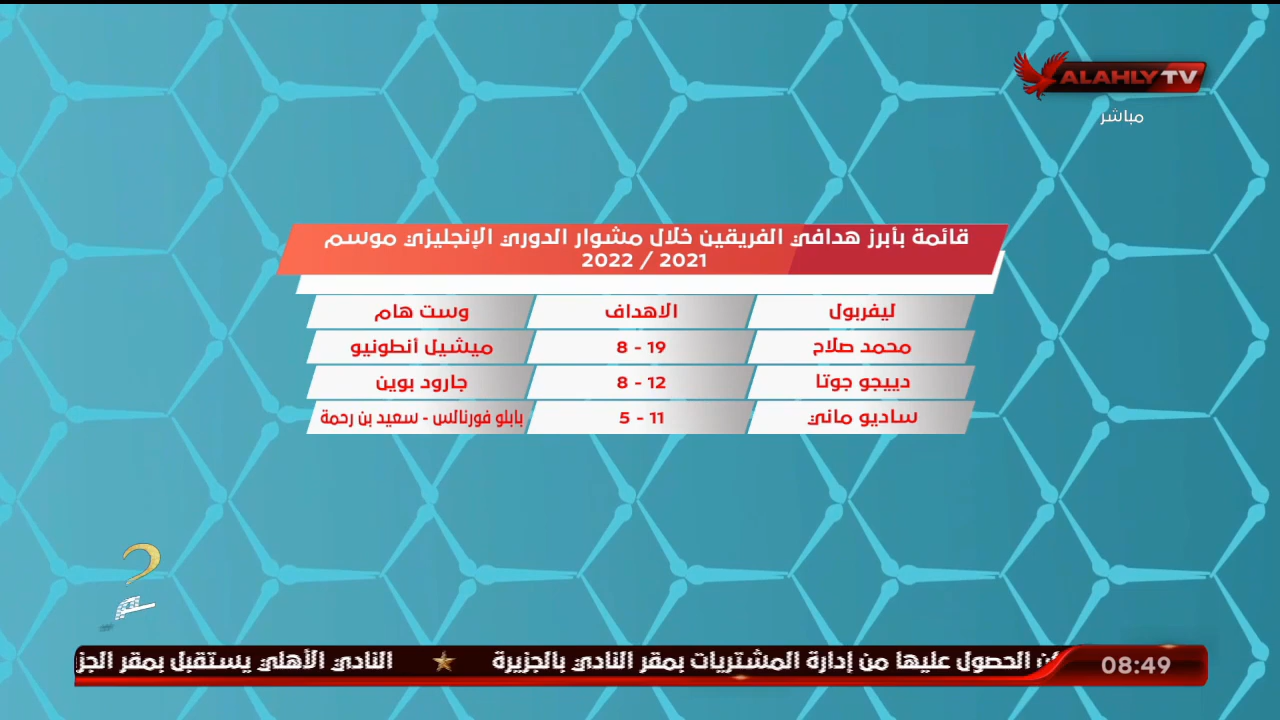 ALAHLY TV
مباشر
قائمة بأبرز هدافي الفريقين خلال مشوار الدوري الإنجليزي موسم
2021 / 2022
ليفربول الاهداف وست هام
محمد صلاح 19 - 8 ميشيل أنطونيو
دييجو جوتا 12 - 8 جارود بوين
ساديو ماني 11 - 5 بابلو فورنالس - سعيد بن رحمة
08:49 الحصول عليها من إدارة المشتريات بمقر النادي بالجزيرة النادي الأهلي يستقبل بمقر الجز